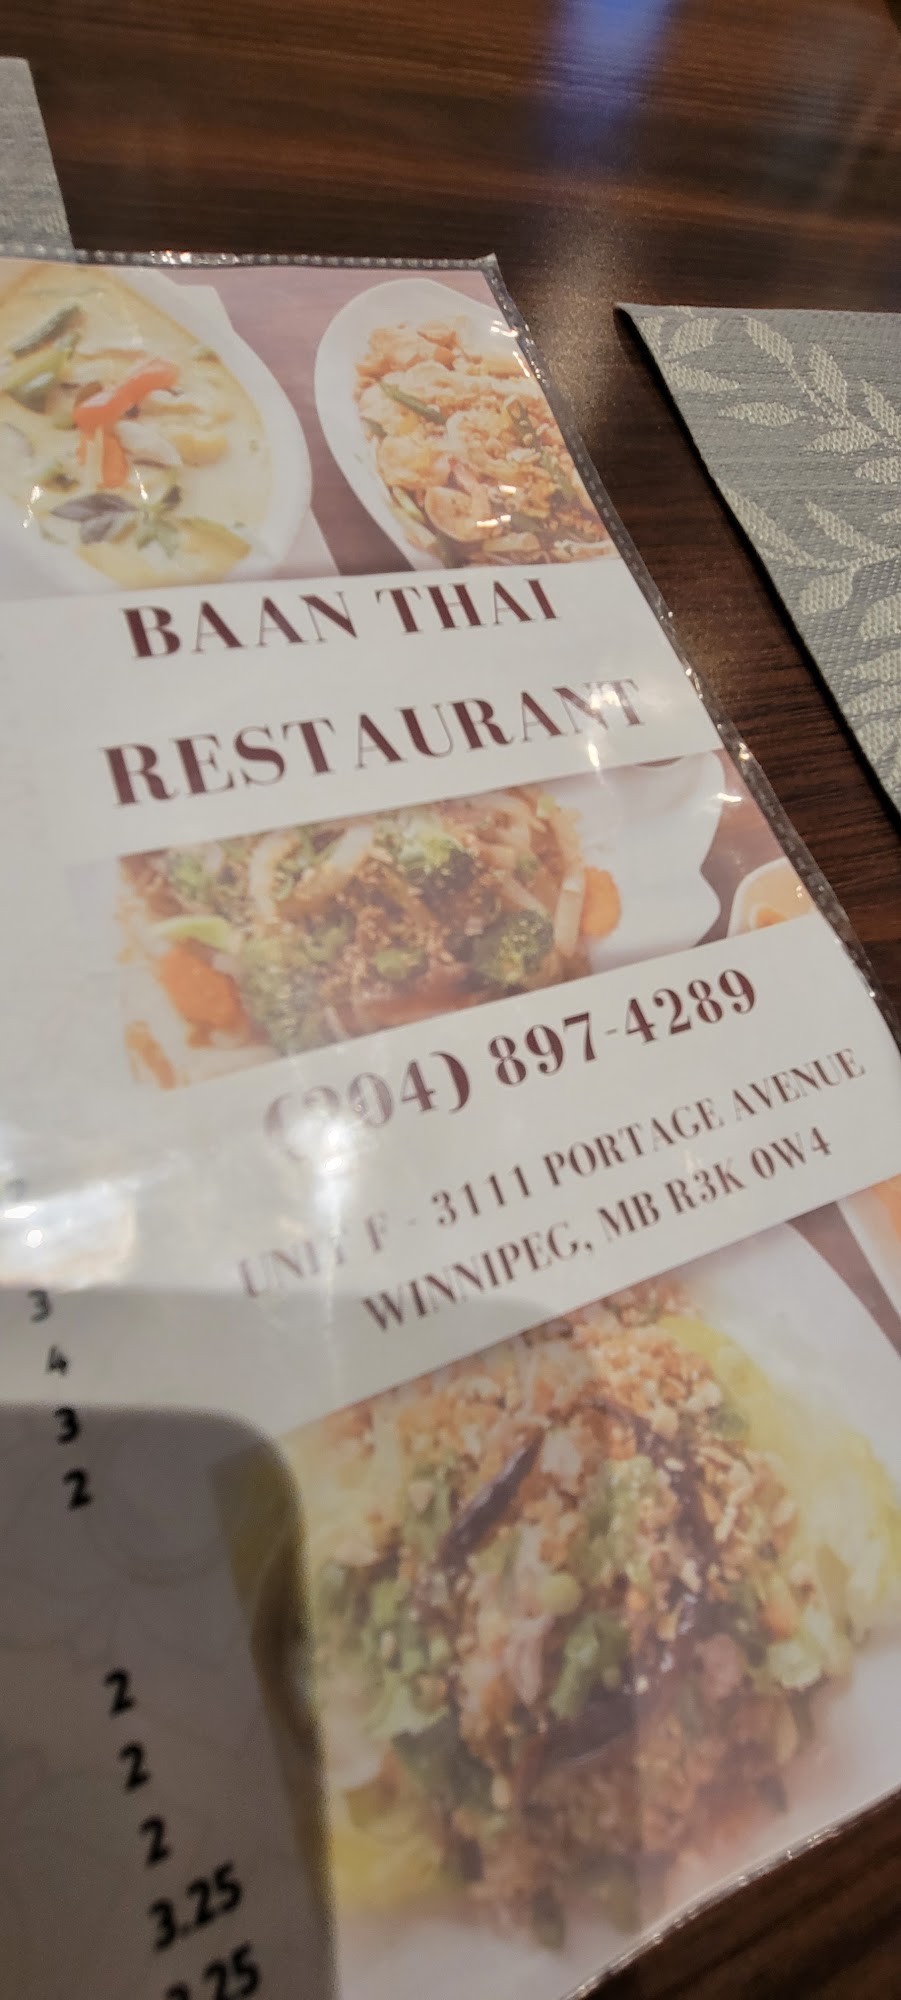 BAAN THAI
RESTAURANT
(204) 897-4289
UNIT F - 3111 PORTAGE AVENUE
WINNIPEG, MB R3K 0W4
3
4
3
2
2
2
2
3.25